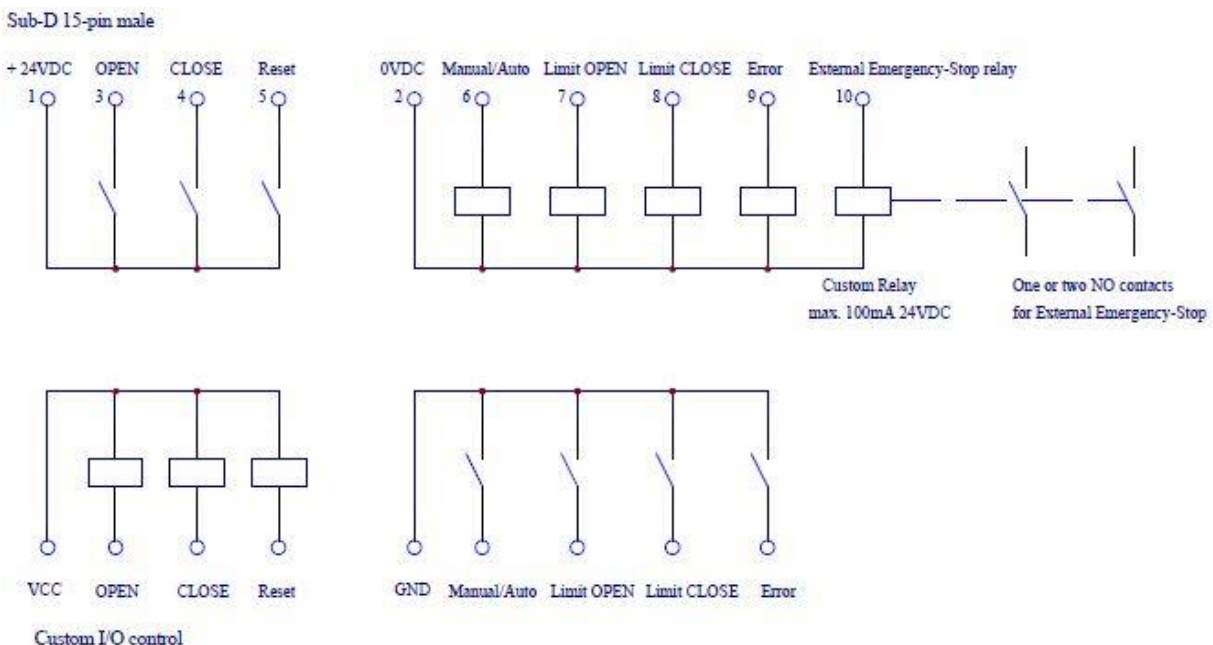 Sub-D 15-pin male
+ 24VDC OPEN CLOSE Reset 0VDC Manual/Auto Limit OPEN Limit CLOSE Error External Emergency-Stop relay
1 3 4 5 2 6 7 8 9 10
Custom Relay One or two NO contacts
max. 100mA 24VDC for External Emergency-Stop
VCC OPEN CLOSE Reset GND Manual/Auto Limit OPEN Limit CLOSE Error
Custom I/O control